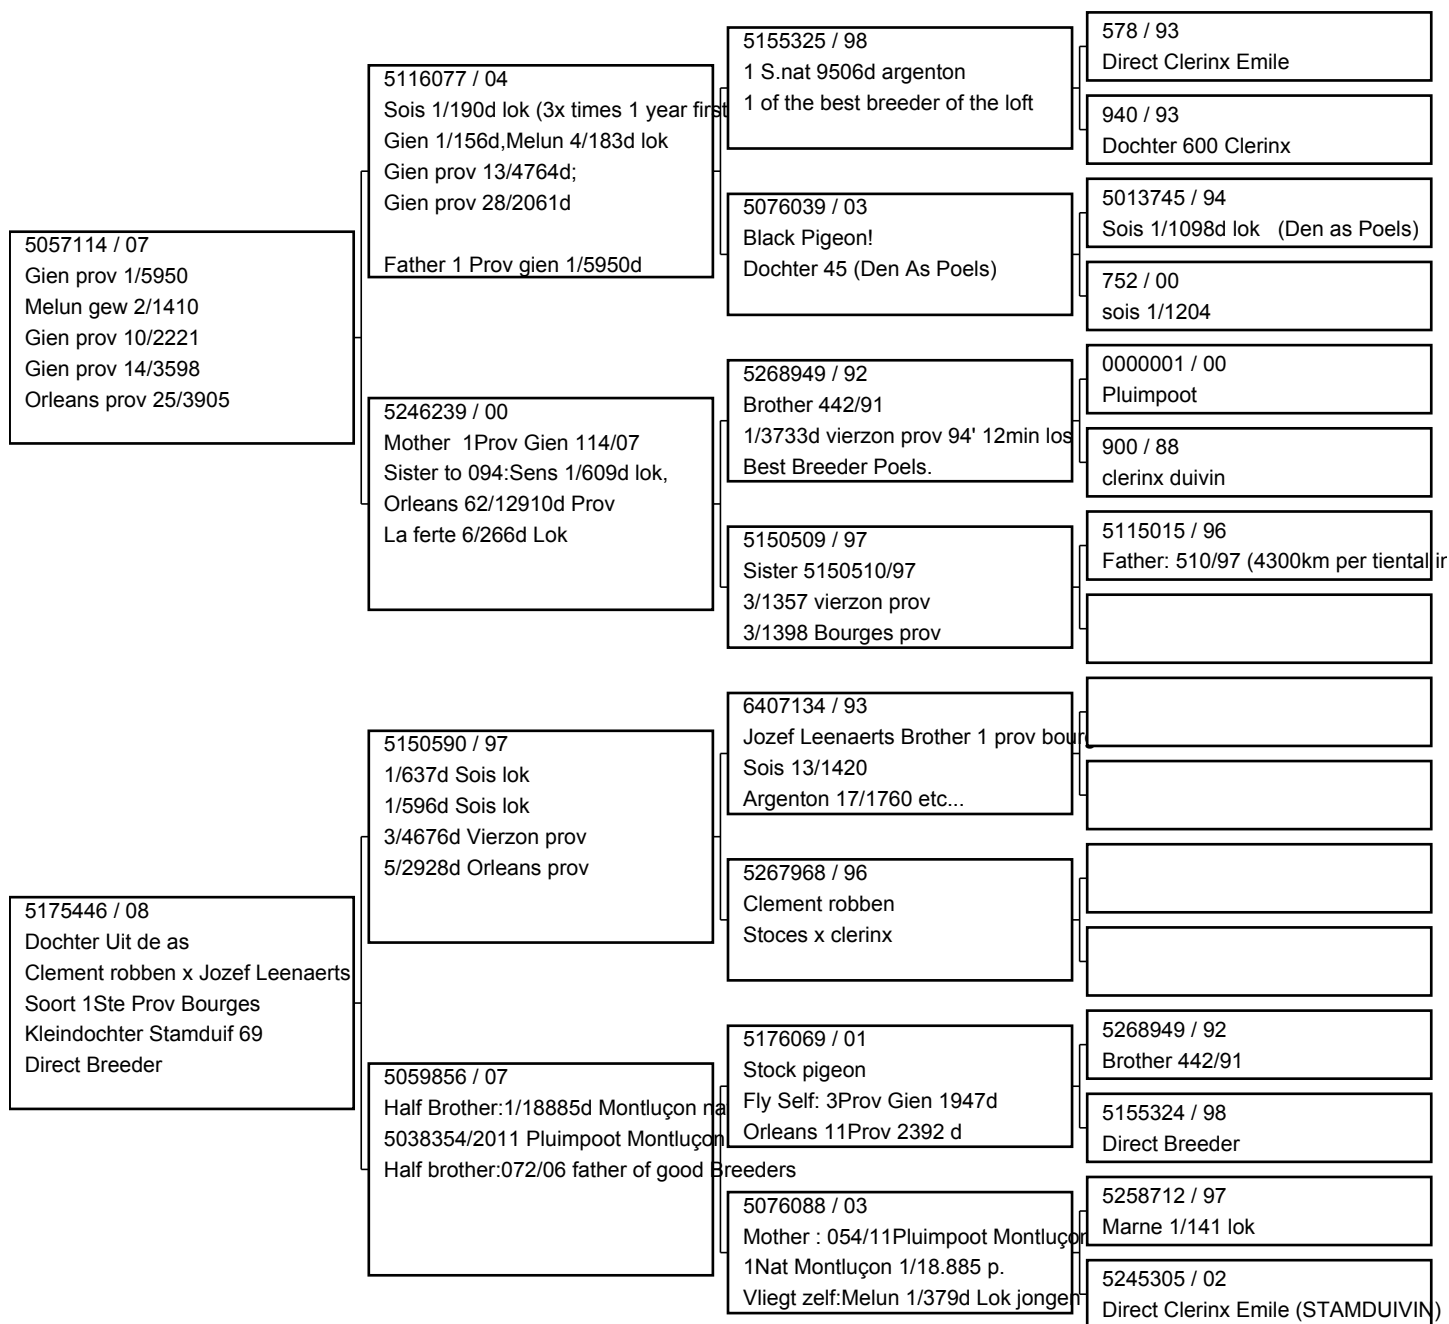 5057114 / 07
Gien prov 1/5950
Melun gew 2/1410
Gien prov 10/2221
Gien prov 14/3598
Orleans prov 25/3905
5175446 / 08
Dochter Uit de as
Clement robben x Jozef Leenaerts
Soort 1Ste Prov Bourges
Kleindochter Stamduif 69
Direct Breeder
5116077 / 04
Sois 1/190d lok (3x times 1 year first
Gien 1/156d,Melun 4/183d lok
Gien prov 13/4764d;
Gien prov 28/2061d
Father 1 Prov gien 1/5950d
5246239 / 00
Mother 1Prov Gien 114/07
Sister to 094:Sens 1/609d lok,
Orleans 62/12910d Prov
La ferte 6/266d Lok
5150590 / 97
1/637d Sois lok
1/596d Sois lok
3/4676d Vierzon prov
5/2928d Orleans prov
5059856 / 07
Half Brother:1/18885d Montluçon na
5038354/2011 Pluimpoot Montluçon
Half brother:072/06 father of good Breeders
5155325 / 98
1 S.nat 9506d argenton
1 of the best breeder of the loft
5076039 / 03
Black Pigeon!
Dochter 45 (Den As Poels)
5268949 / 92
Brother 442/91
1/3733d vierzon prov 94' 12min los
Best Breeder Poels.
5150509 / 97
Sister 5150510/97
3/1357 vierzon prov
3/1398 Bourges prov
6407134 / 93
Jozef Leenaerts Brother 1 prov bourg
Sois 13/1420
Argenton 17/1760 etc...
5267968 / 96
Clement robben
Stoces x clerinx
5176069 / 01
Stock pigeon
Fly Self: 3Prov Gien 1947d
Orleans 11Prov 2392 d
5076088 / 03
Mother : 054/11Pluimpoot Montluçon
1Nat Montluçon 1/18.885 p.
Vliegt zelf:Melun 1/379d Lok jongen
578 / 93
Direct Clerinx Emile
940 / 93
Dochter 600 Clerinx
5013745 / 94
Sois 1/1098d lok (Den as Poels)
752 / 00
sois 1/1204
0000001 / 00
Pluimpoot
900 / 88
clerinx duivin
5115015 / 96
Father: 510/97 (4300km per tiental in
5268949 / 92
Brother 442/91
5155324 / 98
Direct Breeder
5258712 / 97
Marne 1/141 lok
5245305 / 02
Direct Clerinx Emile (STAMDUIVIN)